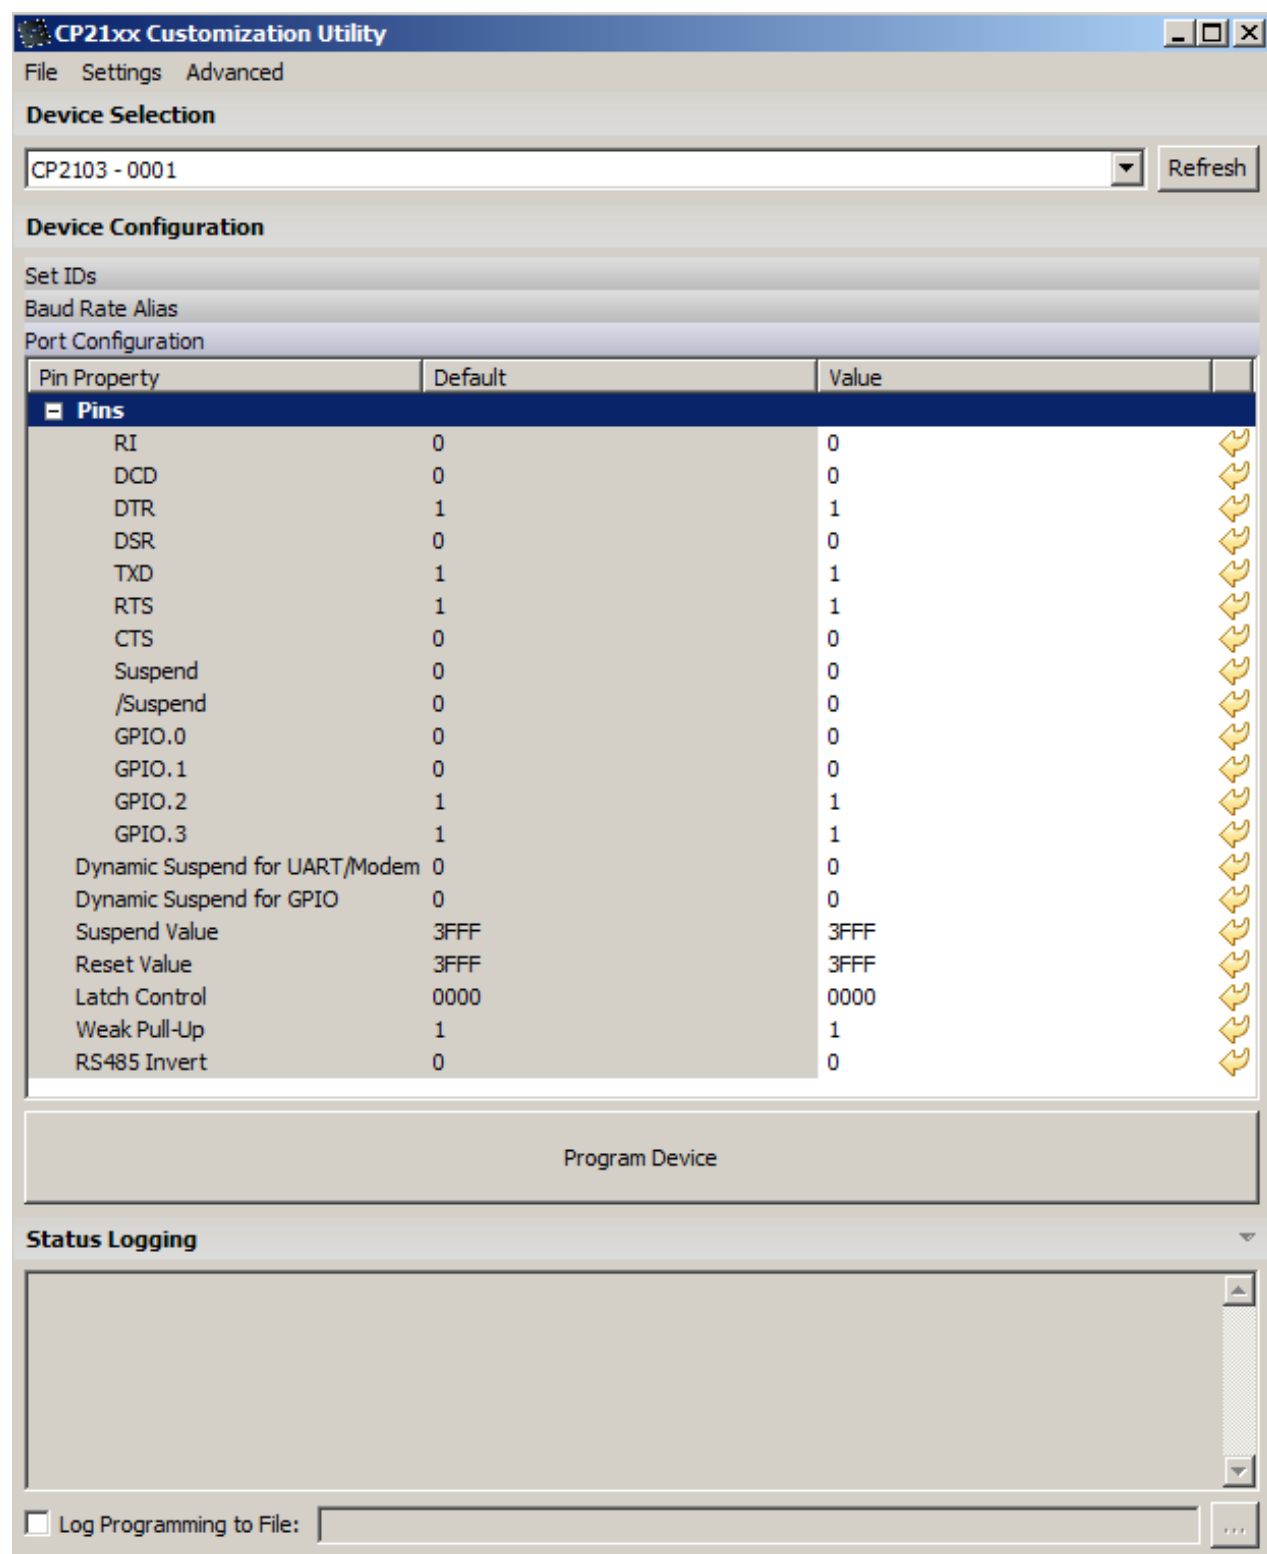 CP21xx Customization Utility
File Settings Advanced
Device Selection
CP2103 - 0001 Refresh
Device Configuration
Set IDs
Baud Rate Alias
Port Configuration
Pin Property Default Value
Pins
RI 0 0
DCD 0 0
DTR 1 1
DSR 0 0
TXD 1 1
RTS 1 1
CTS 0 0
Suspend 0 0
/Suspend 0 0
GPIO.0 0 0
GPIO.1 0 0
GPIO.2 1 1
GPIO.3 1 1
Dynamic Suspend for UART/Modem 0 0
Dynamic Suspend for GPIO 0 0
Suspend Value 3FFF 3FFF
Reset Value 3FFF 3FFF
Latch Control 0000 0000
Weak Pull-Up 1 1
RS485 Invert 0 0
Program Device
Status Logging
Log Programming to File: ...